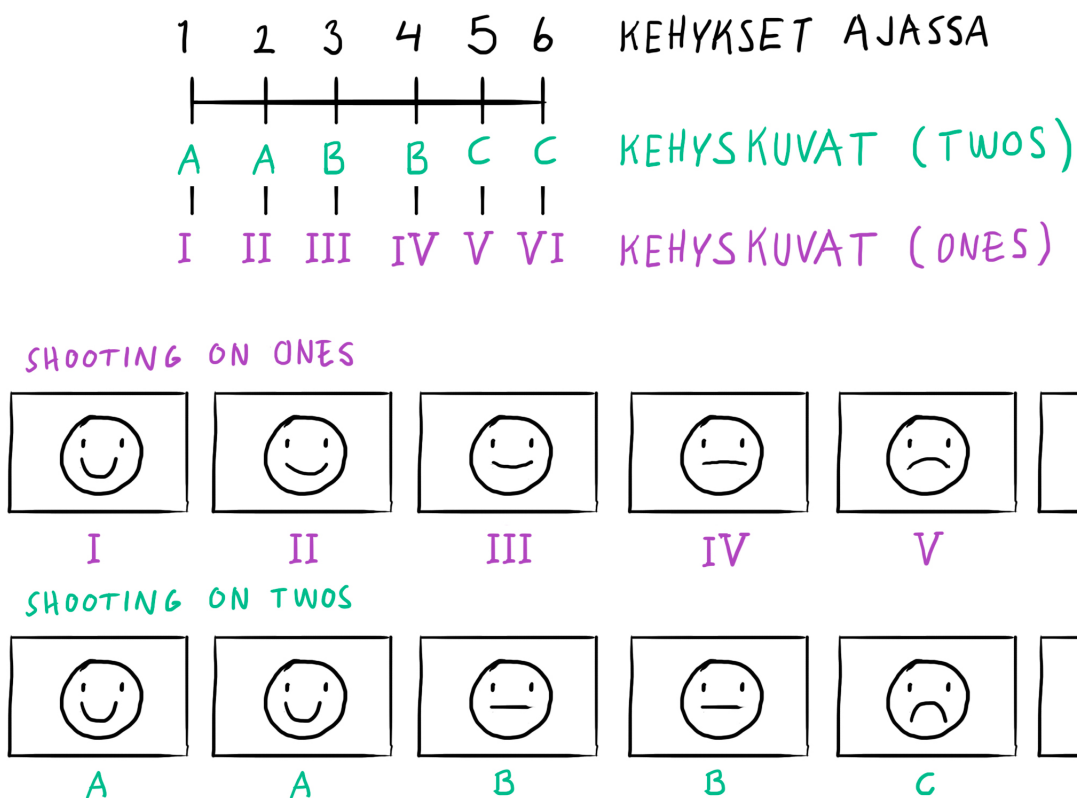 1 2 3 4 5 6 KEHYKSET AJASSA
A A B B C C KEHYSKUVAT (TWOS)
I II III IV V VI KEHYSKUVAT (ONES)
SHOOTING ON ONES
I II III IV V
SHOOTING ON TWOS
A A B B C